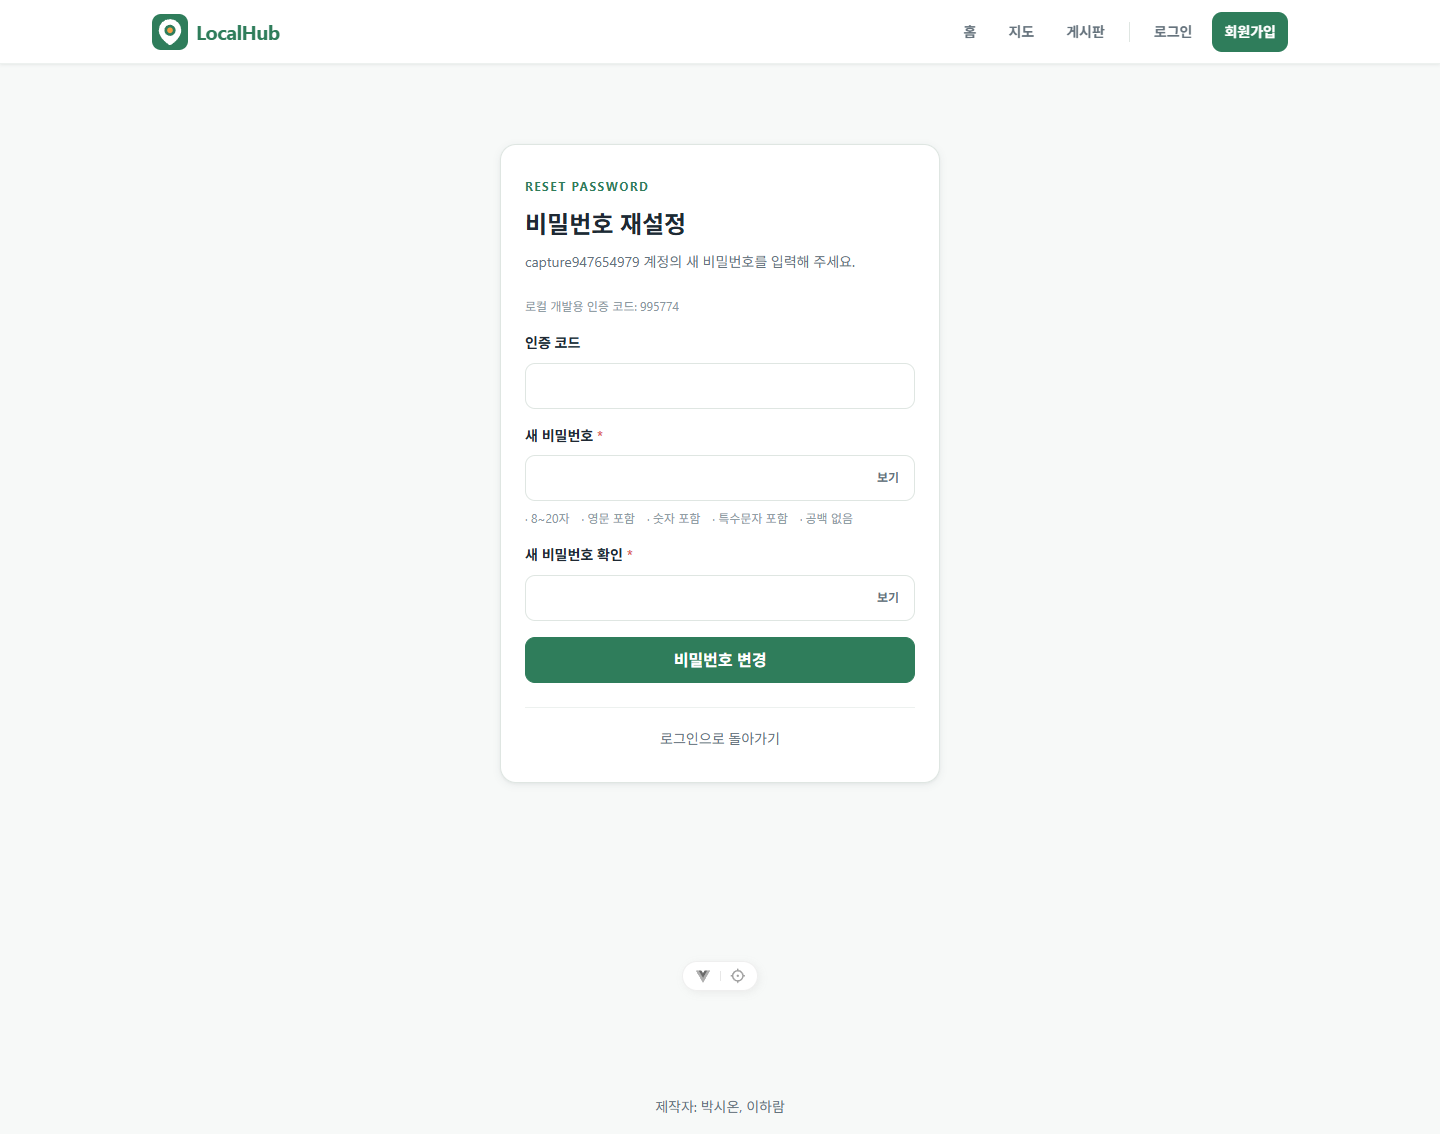 LocalHub
홈 지도 게시판 로그인 회원가입
RESET PASSWORD
비밀번호 재설정
capture947654979 계정의 새 비밀번호를 입력해 주세요.
로컬 개발용 인증 코드: 995774
인증 코드
새 비밀번호 *
보기
· 8~20자 · 영문 포함 · 숫자 포함 · 특수문자 포함 · 공백 없음
새 비밀번호 확인 *
보기
비밀번호 변경
로그인으로 돌아가기
제작자: 박시온, 이하람